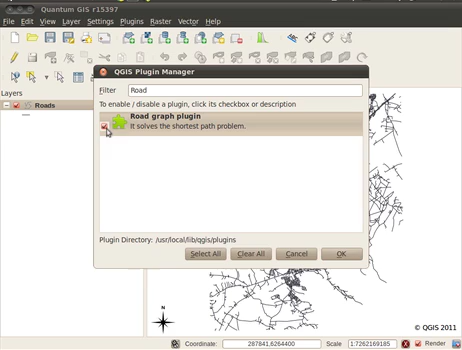 Quantum GIS r15397
File Edit View Layer Settings Plugins Raster Vector Help
Layers
Roads
QGIS Plugin Manager
Filter Road
To enable / disable a plugin, click its checkbox or description
Road graph plugin
It solves the shortest path problem.
Plugin Directory: /usr/local/lib/qgis/plugins
Select All Clear All Cancel OK
© QGIS 2011
Coordinate: 287841,6264400 Scale 1:7262169185 Render